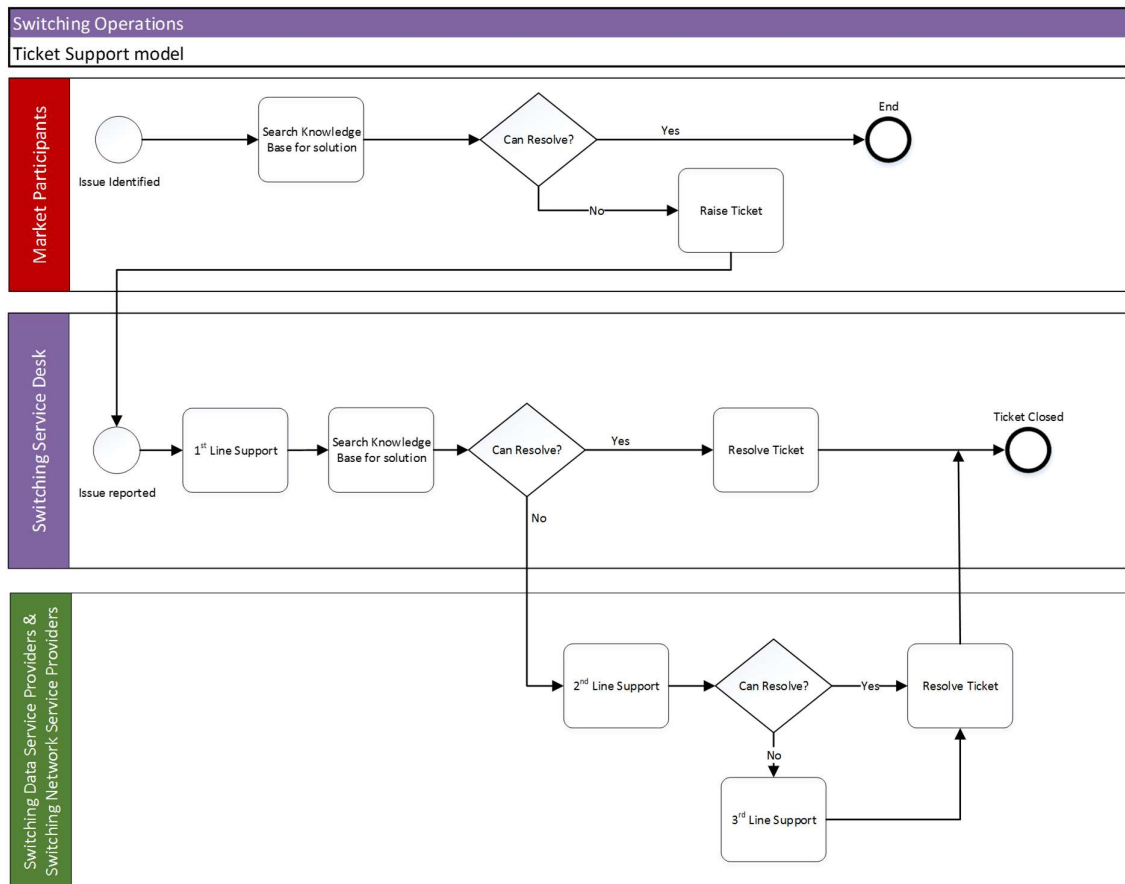 Switching Operations
Ticket Support model
Market Participants
Issue Identified
Search Knowledge
Base for solution
Can Resolve?
Yes
End
No
Raise Ticket
Switching Service Desk
Issue reported
1st Line Support
Search Knowledge
Base for solution
Can Resolve?
Yes
Resolve Ticket
Ticket Closed
No
Switching Data Service Providers &
Switching Network Service Providers
2nd Line Support
Can Resolve?
Yes
Resolve Ticket
No
3rd Line Support